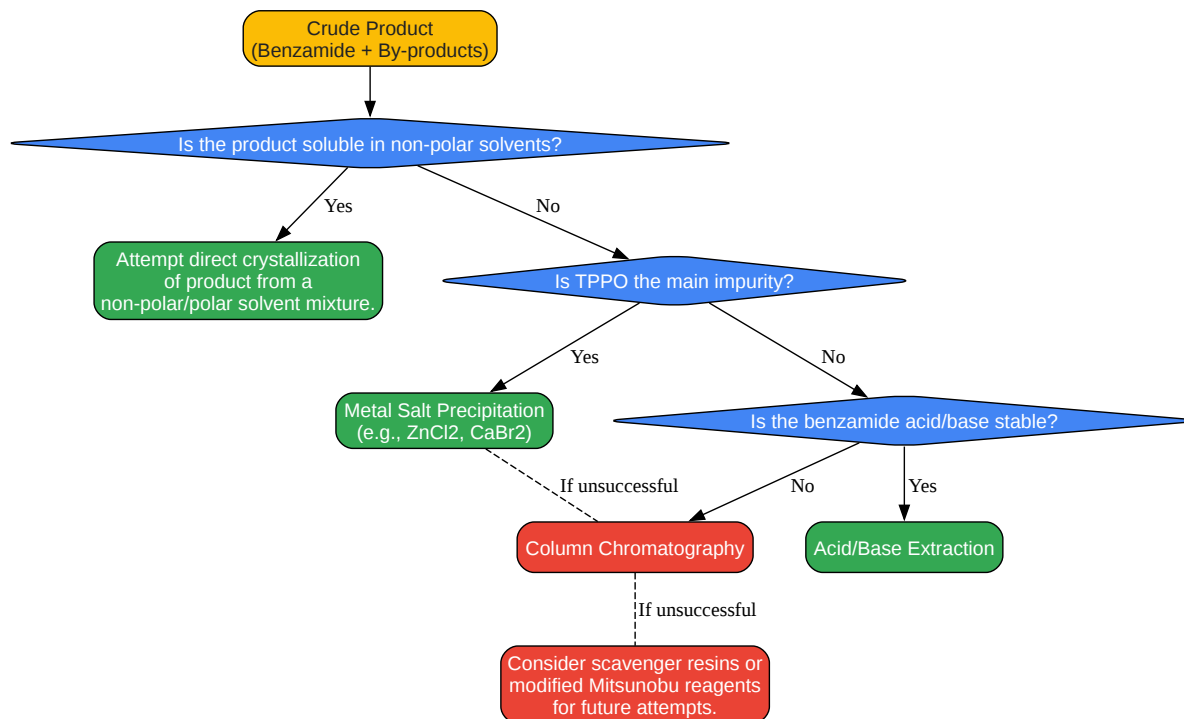 Crude Product
(Benzamide + By-products)
Is the product soluble in non-polar solvents?
Yes
No
Attempt direct crystallization
of product from a
non-polar/polar solvent mixture.
Is TPPO the main impurity?
Yes
No
Metal Salt Precipitation
(e.g., ZnCl2, CaBr2)
Is the benzamide acid/base stable?
If unsuccessful
No
Yes
Column Chromatography
Acid/Base Extraction
If unsuccessful
Consider scavenger resins or
modified Mitsunobu reagents
for future attempts.